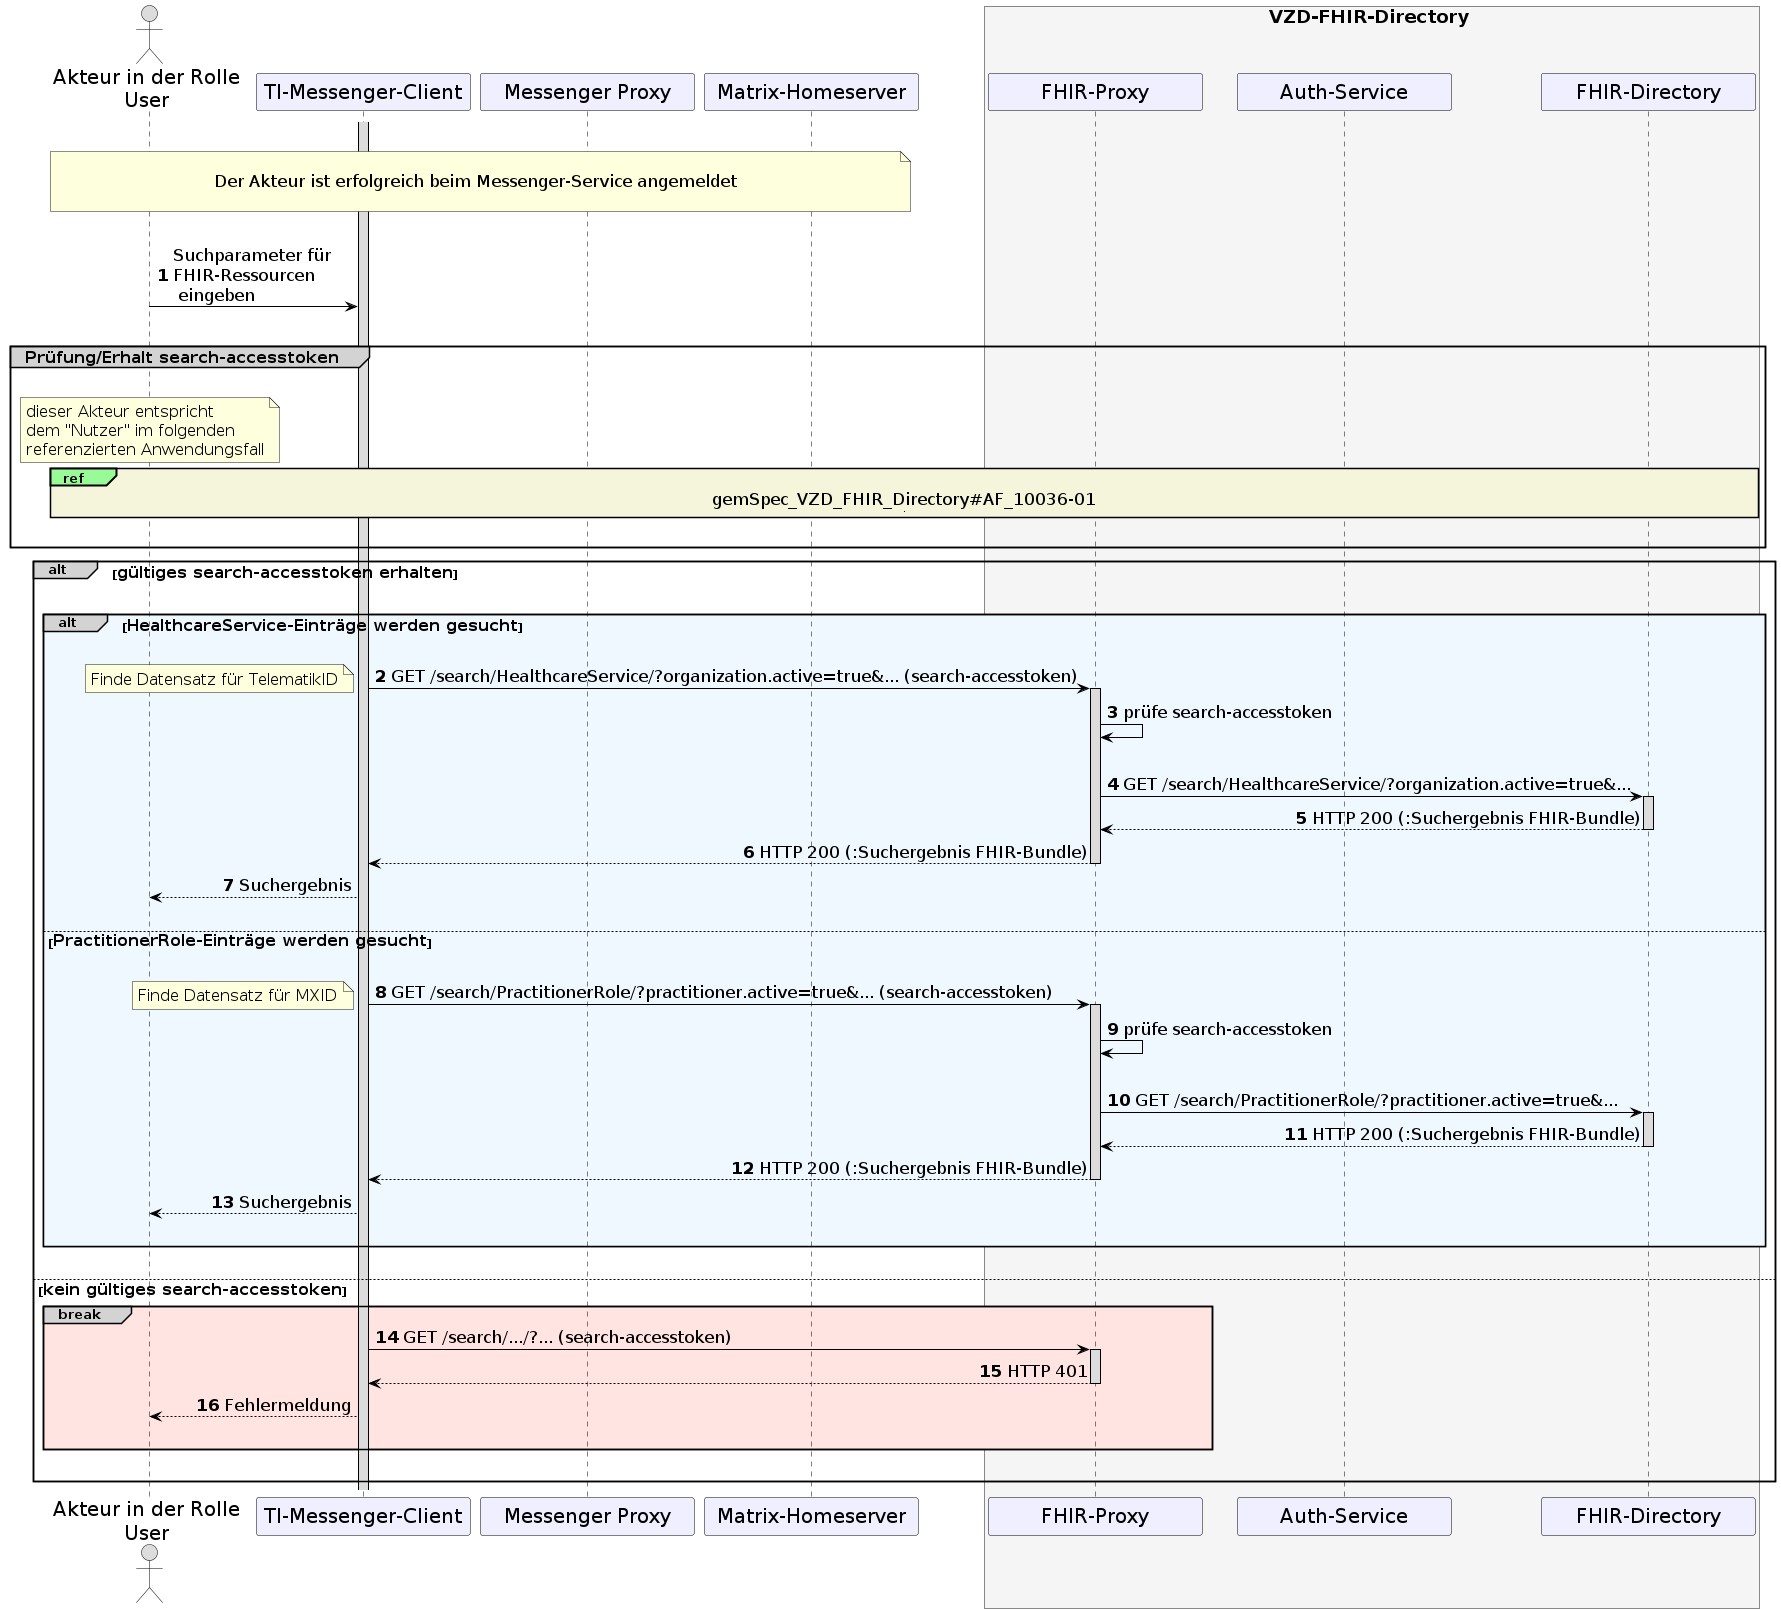 VZD-FHIR-Directory
Akteur in der Rolle
User
TI-Messenger-Client
Messenger Proxy
Matrix-Homeserver
FHIR-Proxy
Auth-Service
FHIR-Directory
Der Akteur ist erfolgreich beim Messenger-Service angemeldet
Suchparameter für
1 FHIR-Ressourcen
eingeben
Prüfung/Erhalt search-accesstoken
dieser Akteur entspricht
dem "Nutzer" im folgenden
referenzierten Anwendungsfall
ref
gemSpec_VZD_FHIR_Directory#AF_10036-01
alt [gültiges search-accesstoken erhalten]
alt [HealthcareService-Einträge werden gesucht]
Finde Datensatz für TelematikID
2 GET /search/HealthcareService/?organization.active=true&... (search-accesstoken)
3 prüfe search-accesstoken
4 GET /search/HealthcareService/?organization.active=true&...
5 HTTP 200 (:Suchergebnis FHIR-Bundle)
6 HTTP 200 (:Suchergebnis FHIR-Bundle)
7 Suchergebnis
[PractitionerRole-Einträge werden gesucht]
Finde Datensatz für MXID
8 GET /search/PractitionerRole/?practitioner.active=true&... (search-accesstoken)
9 prüfe search-accesstoken
10 GET /search/PractitionerRole/?practitioner.active=true&...
11 HTTP 200 (:Suchergebnis FHIR-Bundle)
12 HTTP 200 (:Suchergebnis FHIR-Bundle)
13 Suchergebnis
[kein gültiges search-accesstoken]
break
14 GET /search/.../?... (search-accesstoken)
15 HTTP 401
16 Fehlermeldung
Akteur in der Rolle
User
TI-Messenger-Client
Messenger Proxy
Matrix-Homeserver
FHIR-Proxy
Auth-Service
FHIR-Directory